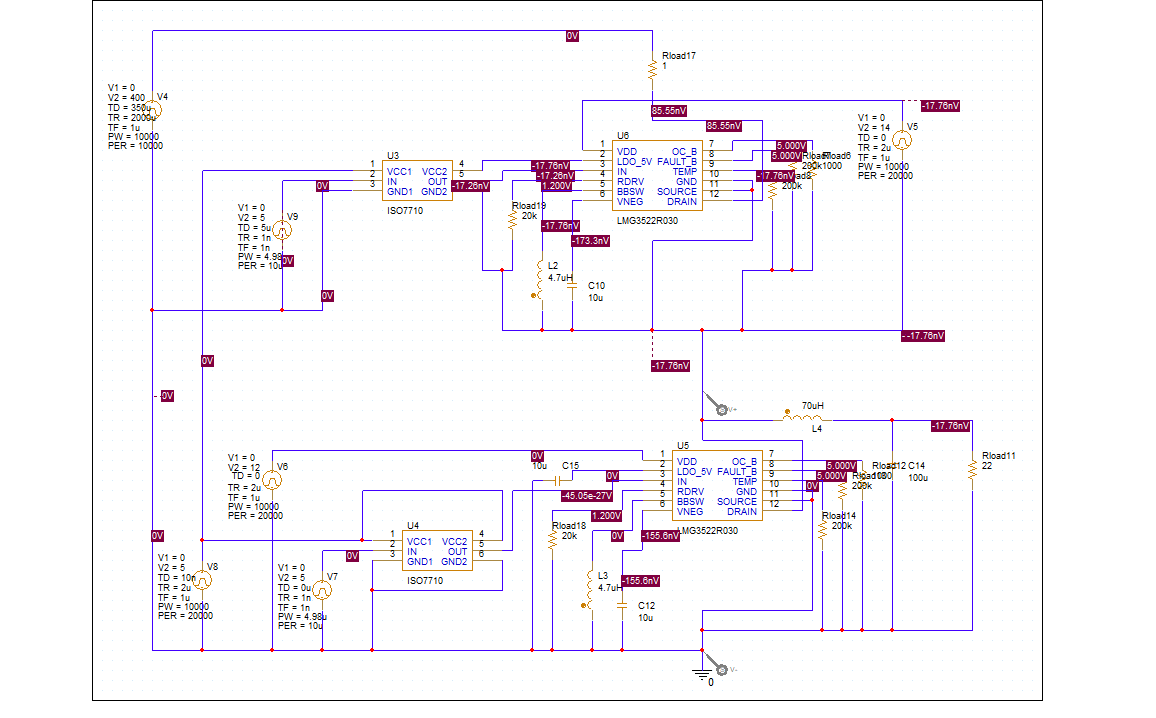 0V
Rload17
1
V1 = 0
V2 = 400
TD = 350u
TR = 2000u
TF = 1u
PW = 10000
PER = 10000
V4
-17.76nV
85.55nV
85.55nV
V1 = 0
V2 = 14
TD = 0
TR = 2u
TF = 1u
PW = 10000
PER = 20000
V5
U6
1 VDD OC_B 7
2 LDO_5V FAULT_B 8
3 IN TEMP 9
4 RDRV GND 10
5 BBSW SOURCE 11
6 VNEG DRAIN 12
LMG3522R030
5.000V
5.000V
Rload6
200k
1000
-17.76nV
200k
U3
1 VCC1 VCC2 4
2 IN OUT 5
3 GND1 GND2
ISO7710
0V
-17.26nV
-17.76nV
-17.26nV
1.200V
Rload19
20k
-17.76nV
-173.3nV
V1 = 0
V2 = 5
TD = 5u
TR = 1n
TF = 1n
PW = 4.98u
PER = 10u
V9
0V
L2
4.7uH
C10
10u
0V
-17.76nV
-17.76nV
0V
0V
V+
70uH
L4
-17.76nV
Rload11
22
V1 = 0
V2 = 12
TD = 0
TR = 2u
TF = 1u
PW = 10000
PER = 20000
V6
0V
10u
C15
0V
-45.05e-27V
1.200V
U5
1 VDD OC_B 7
2 LDO_5V FAULT_B 8
3 IN TEMP 9
4 RDRV GND 10
5 BBSW SOURCE 11
6 VNEG DRAIN 12
LMG3522R030
5.000V
5.000V
0V
Rload12
200k
C14
100u
Rload14
200k
Rload18
20k
0V
-155.6nV
0V
0V
U4
1 VCC1 VCC2 4
2 IN OUT 5
3 GND1 GND2 6
ISO7710
V1 = 0
V2 = 5
TD = 10n
TR = 2u
TF = 1u
PW = 10000
PER = 20000
V8
V1 = 0
V2 = 5
TD = 0u
TR = 1n
TF = 1n
PW = 4.98u
PER = 10u
V7
L3
4.7uH
-155.6nV
C12
10u
V-
0